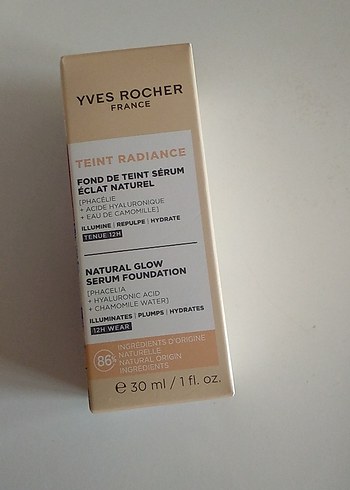 YVES ROCHER
FRANCE
TEINT RADIANCE
FOND DE TEINT SÉRUM
ÉCLAT NATUREL
[PHACÉLIE
+ ACIDE HYALURONIQUE
+ EAU DE CAMOMILLE]
ILLUMINE | REPULPE | HYDRATE
TENUE 12H
NATURAL GLOW
SERUM FOUNDATION
[PHACELIA
+ HYALURONIC ACID
+ CHAMOMILE WATER]
ILLUMINATES | PLUMPS | HYDRATES
12H WEAR
86%
INGRÉDIENTS D'ORIGINE
NATURELLE
NATURAL ORIGIN
INGREDIENTS
℮ 30 ml / 1 fl. oz.